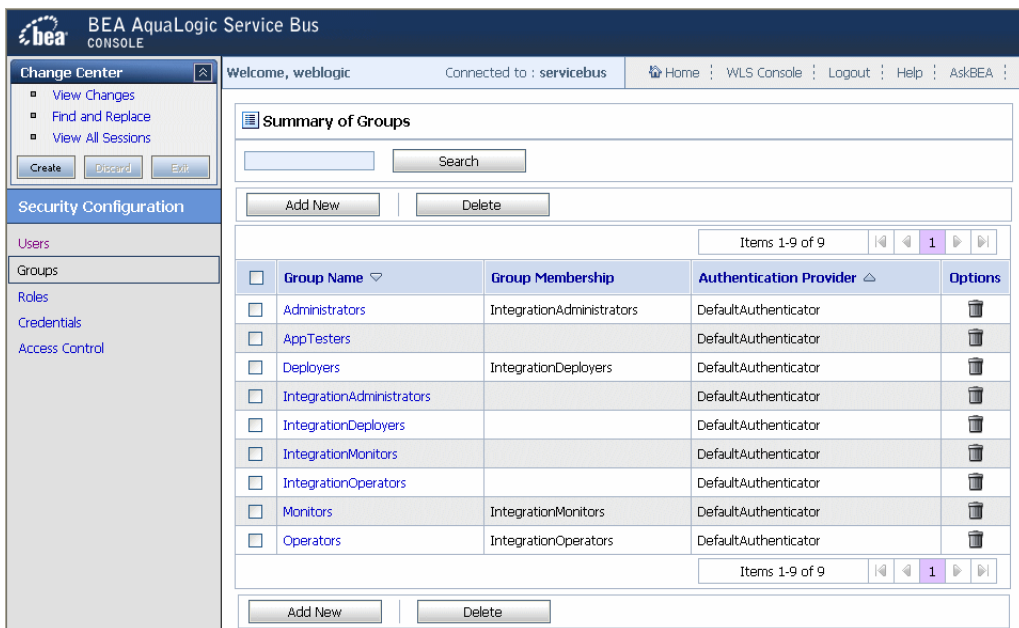 bea
BEA AquaLogic Service Bus
CONSOLE
Change Center
View Changes
Find and Replace
View All Sessions
Create Discard Exit
Security Configuration
Users
Groups
Roles
Credentials
Access Control
Welcome, weblogic Connected to : servicebus Home WLS Console Logout Help AskBEA
Summary of Groups
Search
Add New Delete
Items 1-9 of 9 1
Group Name Group Membership Authentication Provider Options
Administrators IntegrationAdministrators DefaultAuthenticator
AppTesters DefaultAuthenticator
Deployers IntegrationDeployers DefaultAuthenticator
IntegrationAdministrators DefaultAuthenticator
IntegrationDeployers DefaultAuthenticator
IntegrationMonitors DefaultAuthenticator
IntegrationOperators DefaultAuthenticator
Monitors IntegrationMonitors DefaultAuthenticator
Operators IntegrationOperators DefaultAuthenticator
Items 1-9 of 9 1
Add New Delete